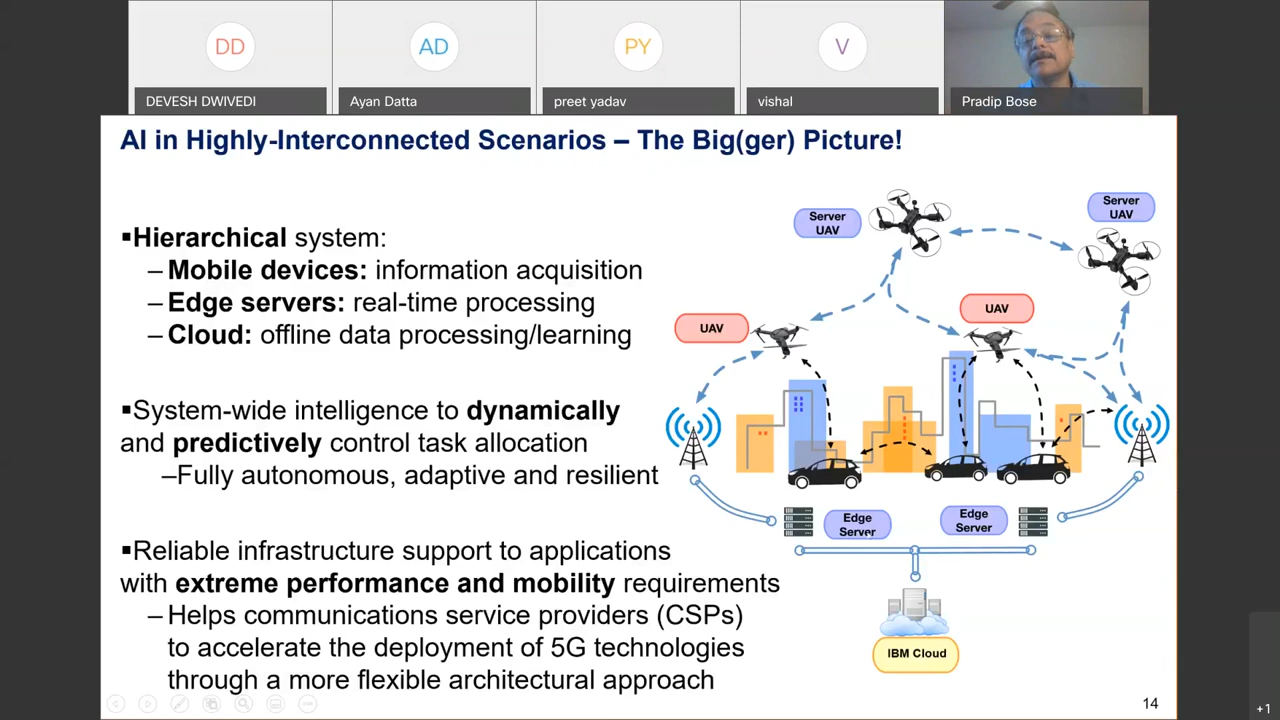 DD
AD
PY
V
DEVESH DWIVEDI
Ayan Datta
preet yadav
vishal
Pradip Bose
AI in Highly-Interconnected Scenarios – The Big(ger) Picture!
▪Hierarchical system:
– Mobile devices: information acquisition
– Edge servers: real-time processing
– Cloud: offline data processing/learning
▪System-wide intelligence to dynamically
and predictively control task allocation
–Fully autonomous, adaptive and resilient
▪Reliable infrastructure support to applications
with extreme performance and mobility requirements
– Helps communications service providers (CSPs)
to accelerate the deployment of 5G technologies
through a more flexible architectural approach
Server
UAV
Server
UAV
UAV
UAV
Edge
Server
Edge
Server
IBM Cloud
14
+1